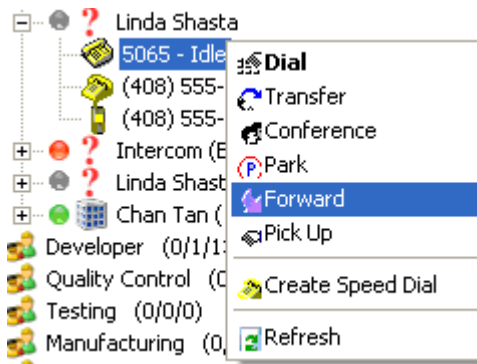 Linda Shasta
5065 - Idle
(408) 555-
(408) 555-
Intercom (E
Linda Shast
Chan Tan (
Developer (0/1/1
Quality Control (0
Testing (0/0/0)
Manufacturing (0,
Dial
Transfer
Conference
(P) Park
Forward
Pick Up
Create Speed Dial
Refresh